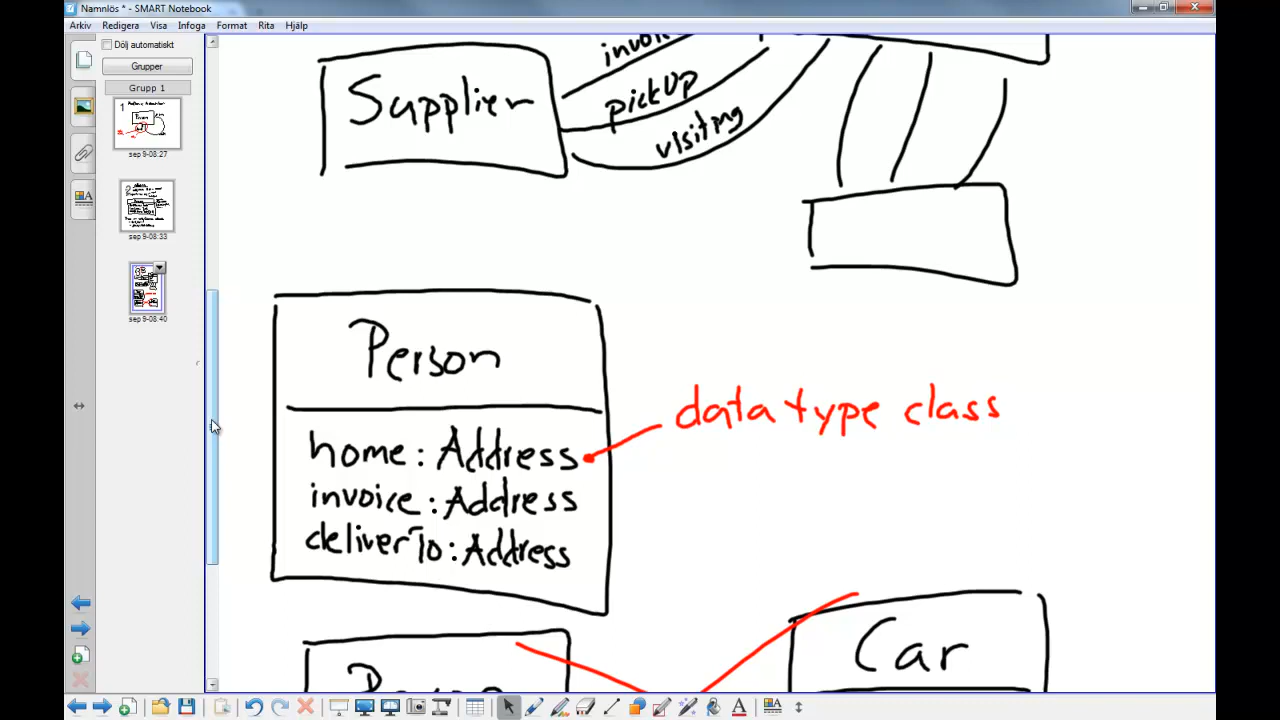 Namnlös * - SMART Notebook
Arkiv Redigera Visa Infoga Format Rita Hjälp
Dölj automatiskt
Grupper
Grupp 1
sep 9-08:27
sep 9-08:33
sep 9-08:40
Supplier
pickUp
visiting
Person
home: Address
invoice: Address
deliverTo: Address
data type class
Car